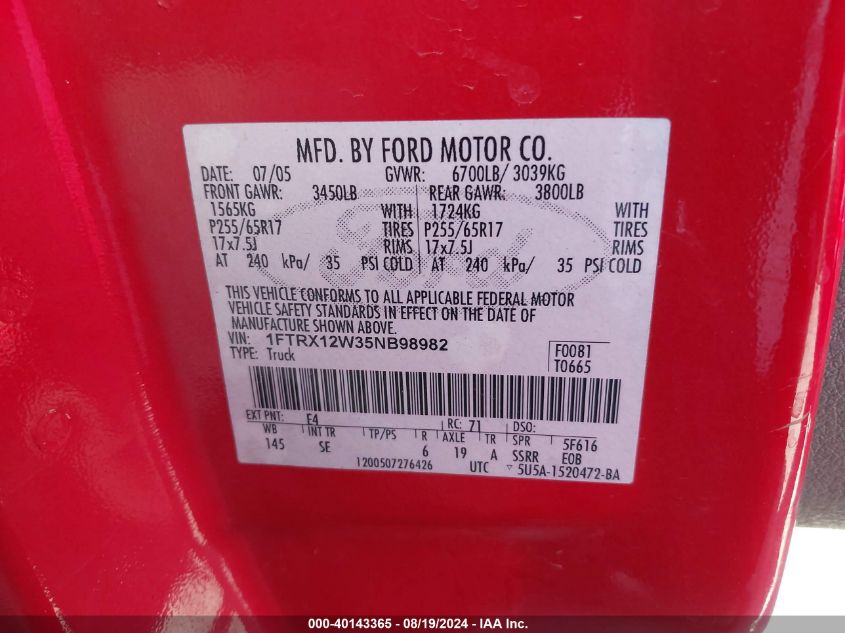 MFD. BY FORD MOTOR CO.
DATE: 07/05 GVWR: 6700LB/ 3039KG
FRONT GAWR: 3450LB REAR GAWR: 3800LB
1565KG WITH 1724KG WITH
P255/65R17 TIRES P255/65R17 TIRES
17x7.5J RIMS 17x7.5J RIMS
AT 240 kPa/ 35 PSI COLD AT 240 kPa/ 35 PSI COLD
THIS VEHICLE CONFORMS TO ALL APPLICABLE FEDERAL MOTOR
VEHICLE SAFETY STANDARDS IN EFFECT ON THE DATE OF
MANUFACTURE SHOWN ABOVE.
VIN: 1FTRX12W35NB98982 F0081
TYPE: Truck T0665
EXT PNT: E4 RC: 71 DSO:
WB INT TR TP/PS R AXLE TR SPR 5F616
145 SE 6 19 A SSRR EOB
1200507276426 UTC 5U5A-1520472-BA
000-40143365 - 08/19/2024 - IAA Inc.